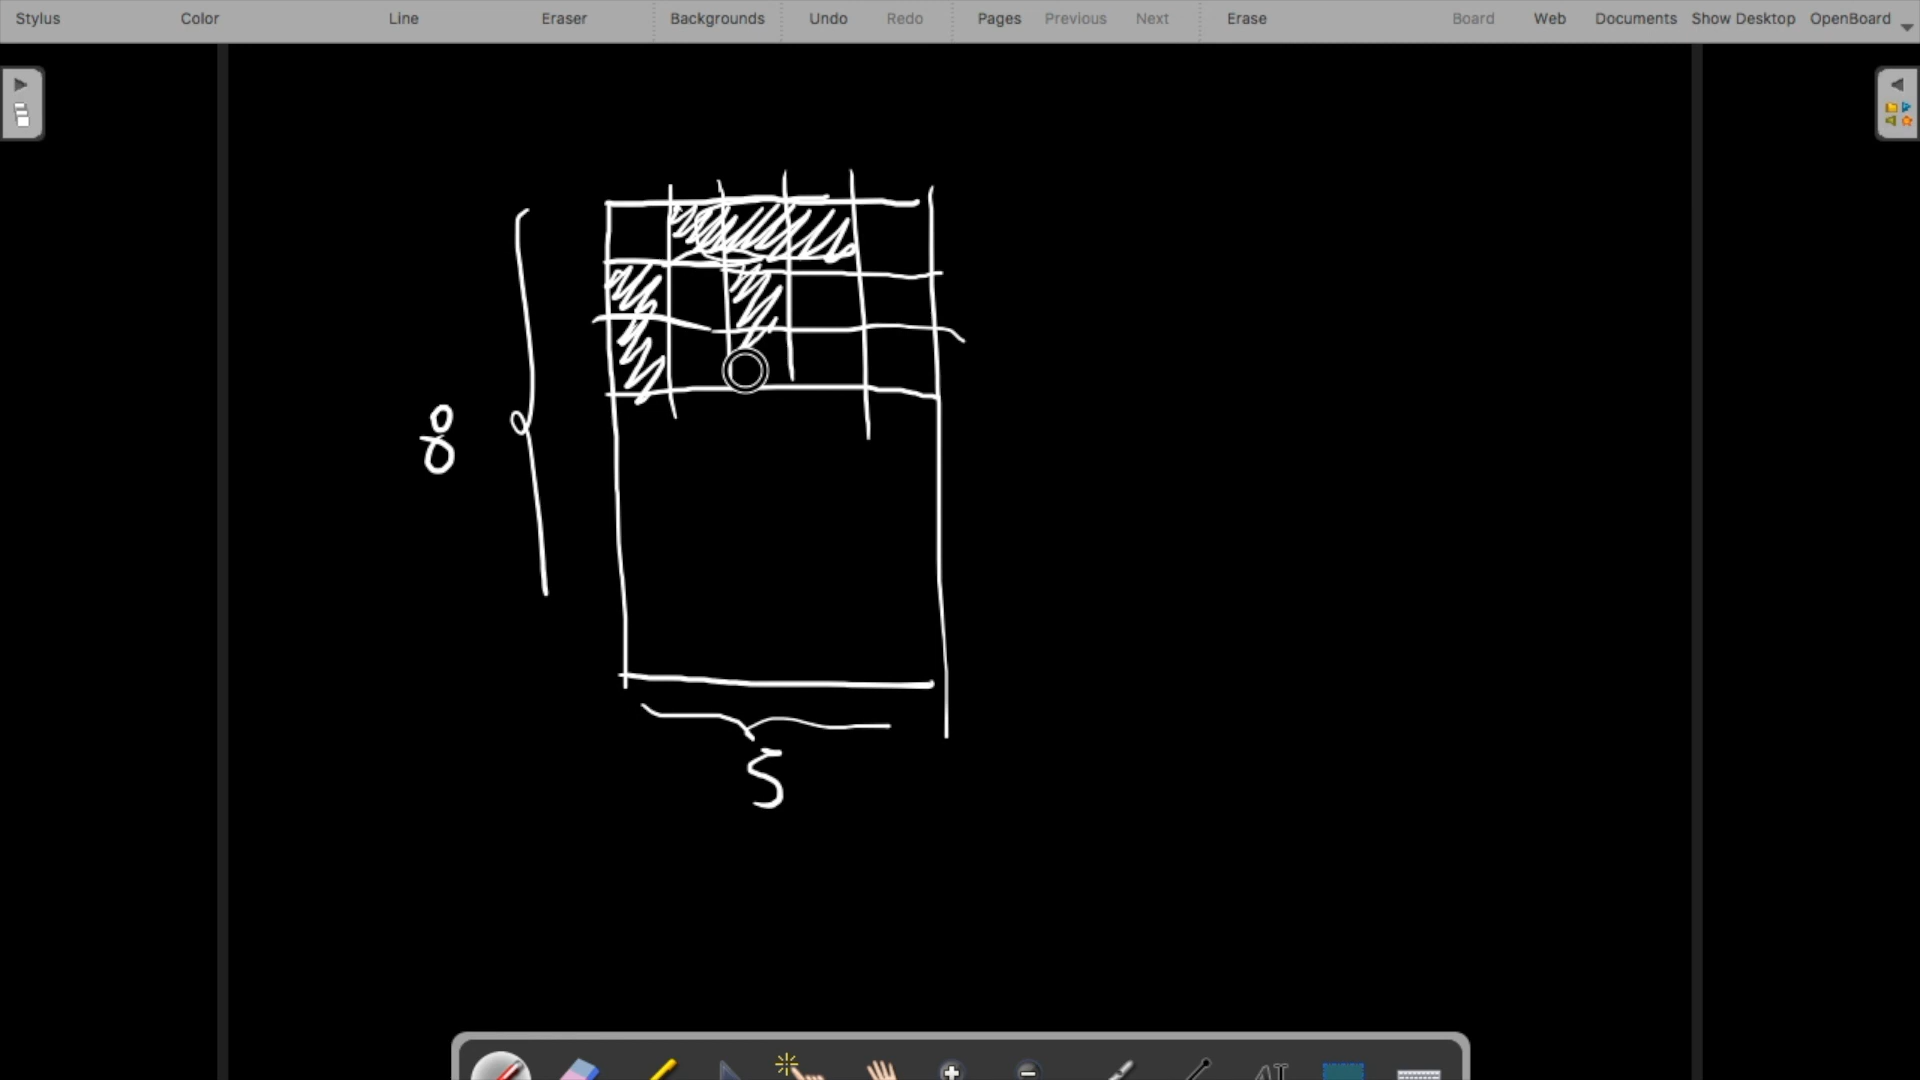 Stylus Color Line Eraser Backgrounds Undo Redo Pages Previous Next Erase Board Web Documents Show Desktop OpenBoard
8
5